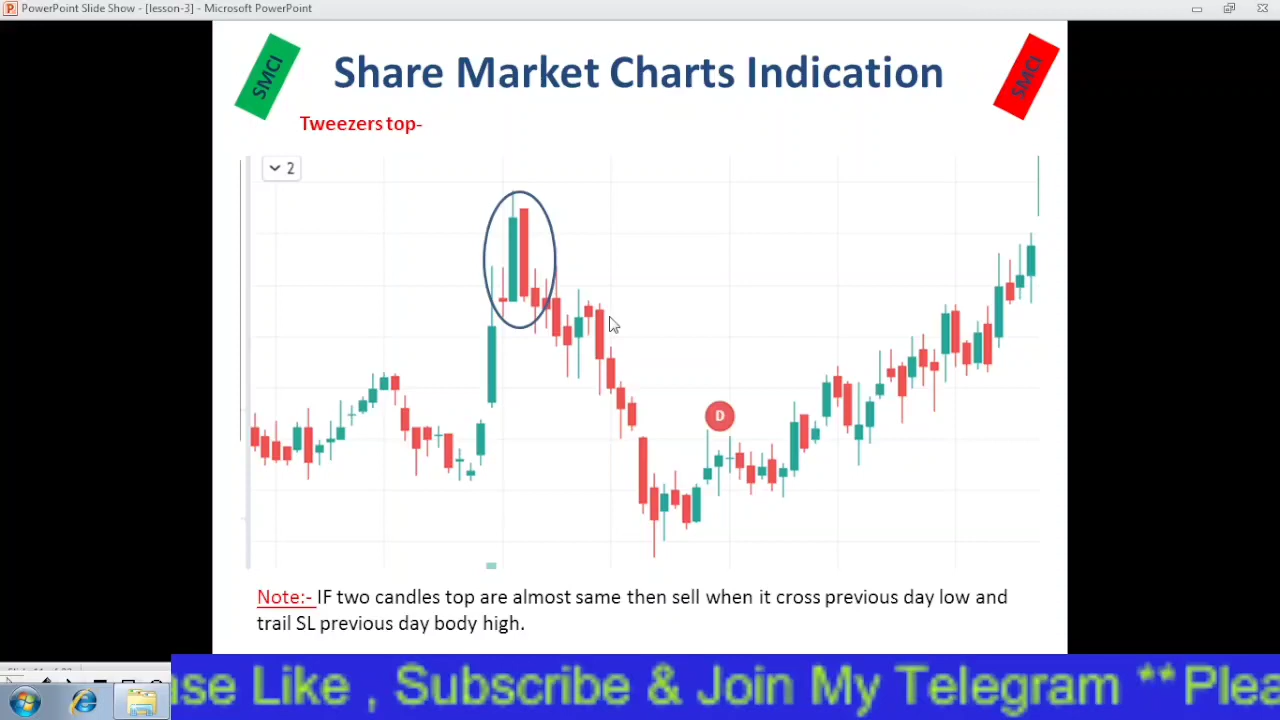 PowerPoint Slide Show - [lesson-3] - Microsoft PowerPoint
SMCI
Share Market Charts Indication
SMCI
Tweezers top-
2
D
Note:- IF two candles top are almost same then sell when it cross previous day low and
trail SL previous day body high.
se Like , Subscribe & Join My Telegram ** Plea